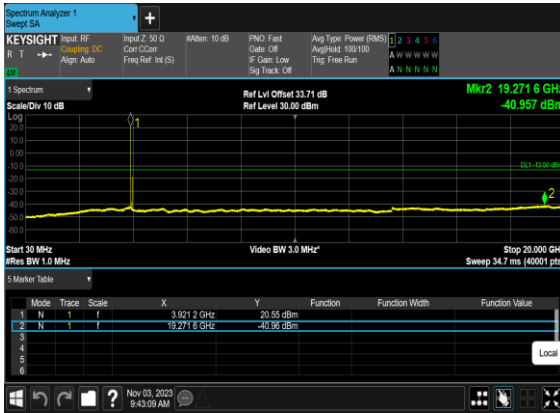 Spectrum Analyzer 1
Swept SA
+
KEYSIGHT
R T
Input: RF
Coupling: DC
Align: Auto
Input Z: 50 Ω
Corr CCorr
Freq Ref: Int (S)
#Atten: 10 dB
PNO: Fast
Gate: Off
IF Gain: Low
Sig Track: Off
Avg Type: Power (RMS)
Avg|Hold: 100/100
Trig: Free Run
1 2 3 4 5 6
A W W W W W
A N N N N N
1 Spectrum
Scale/Div 10 dB
Ref Lvl Offset 33.71 dB
Ref Level 30.00 dBm
Mkr2 19.271 6 GHz
-40.957 dBm
Log
20.0
10.0
0.00
-10.0
-20.0
-30.0
-40.0
-50.0
-60.0
1
DL1 -13.00 dBm
2
Start 30 MHz
#Res BW 1.0 MHz
Video BW 3.0 MHz*
Stop 20.000 GHz
Sweep 34.7 ms (40001 pts)
5 Marker Table
Mode Trace Scale X Y Function Function Width Function Value
1 N 1 f 3.921 2 GHz 20.55 dBm
2 N 1 f 19.271 6 GHz -40.96 dBm
3
4
5
6
Local
?
Nov 03, 2023
9:43:09 AM